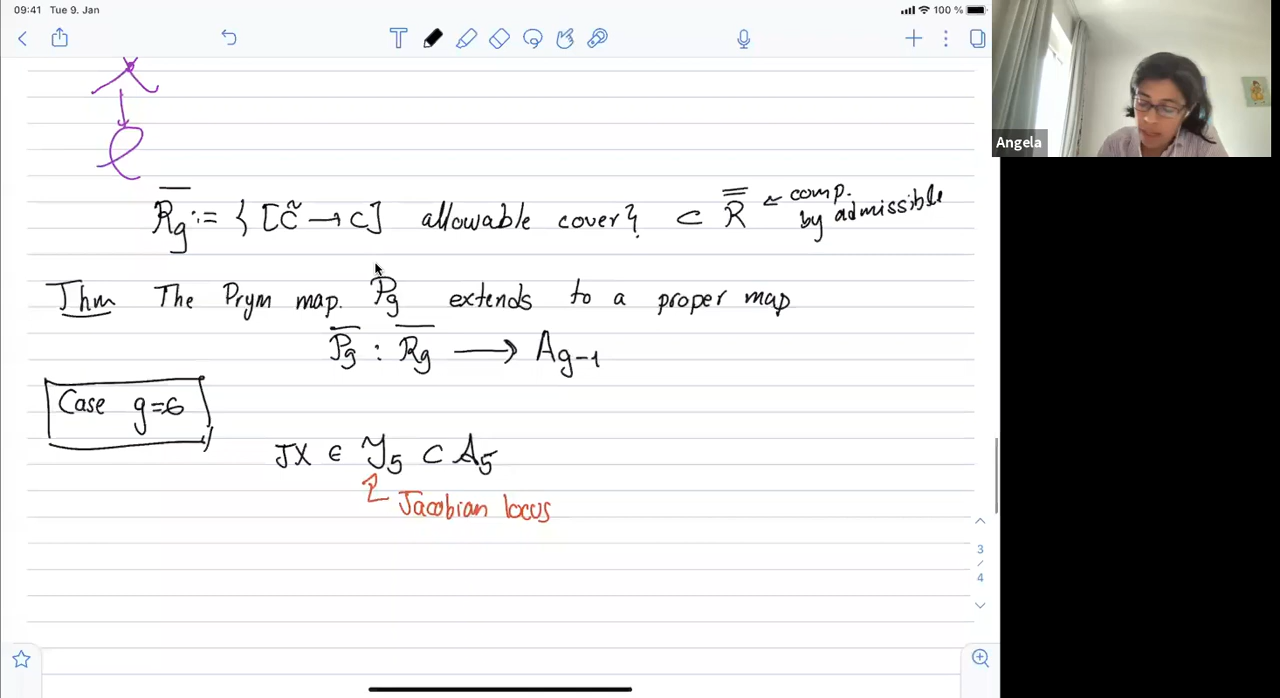 09:41 Tue 9. Jan
100 %
Angela
R̅g := { [C̃ → C] allowable cover } ⊂ R̿ ← comp. by admissible
Thm The Prym map. Pg extends to a proper map
P̅g : R̅g → Ag-1
Case g=6
JX ∈ J5 ⊂ A5
Jacobian locus
3
/
4